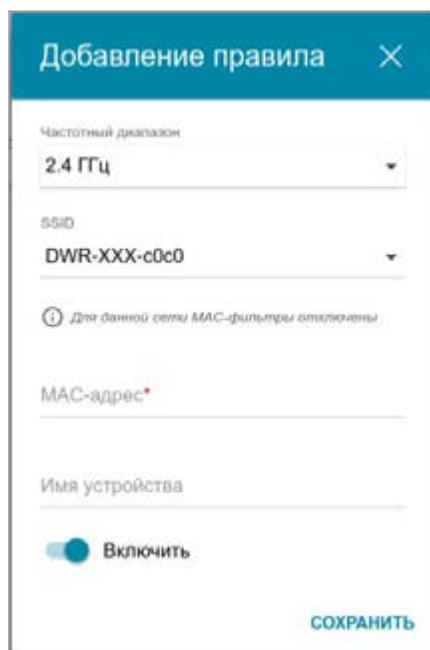 Добавление правила
Частотный диапазон
2.4 ГГц
SSID
DWR-XXX-c0c0
Для данной сети MAC-фильтры отключены
MAC-адрес*
Имя устройства
Включить
СОХРАНИТЬ